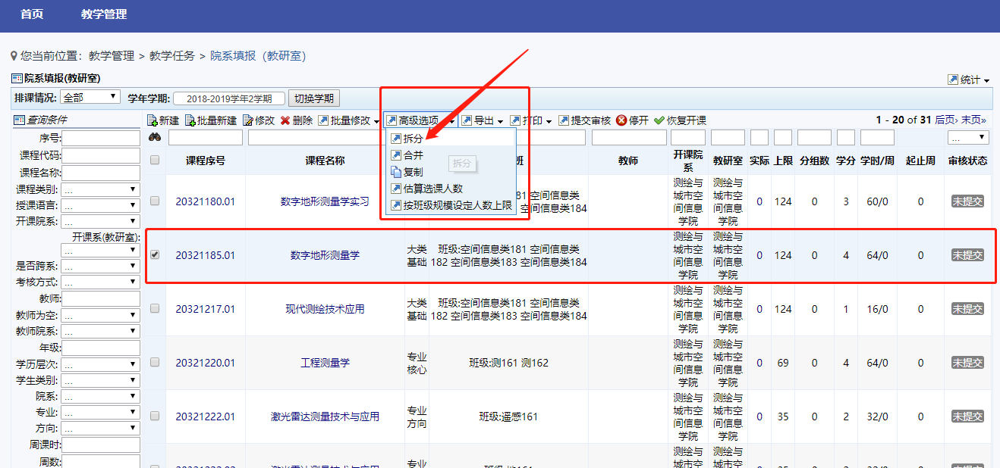 首页 教学管理
您当前位置: 教学管理 > 教学任务 > 院系填报（教研室）
院系填报(教研室) 统计
排课情况: 全部 学年学期: 2018-2019学年2学期 切换学期
查询条件 新建 批量新建 修改 删除 批量修改 高级选项 导出 打印 提交审核 停开 恢复开课 1 - 20 of 31 后页› 末页»
拆分
合并
复制
估算选课人数
按班级规模设定人数上限
拆分
序号:
课程代码:
课程名称:
课程类别: ...
授课语言: ...
开课院系: ...
开课系(教研室):
...
是否跨系: ...
考核方式: ...
教师:
教师为空: ...
教师院系: ...
年级:
学历层次: ...
学生类别: ...
院系: ...
专业: ...
方向: ...
周课时:
周数:
...
课程序号 课程名称 班 教师 开课院系 教研室 实际 上限 分组数 学分 学时/周 起止周 审核状态
20321180.01 数字地形测量学实习 81 空间信息类 空间信息类184 测绘与城市空间信息学院 测绘与城市空间信息学院 0 124 0 3 60/0 0 未提交
20321185.01 数字地形测量学 大类基础 班级:空间信息类181 空间信息类182 空间信息类183 空间信息类184 测绘与城市空间信息学院 测绘与城市空间信息学院 0 124 0 4 64/0 0 未提交
20321217.01 现代测绘技术应用 大类基础 班级:空间信息类181 空间信息类182 空间信息类183 空间信息类184 测绘与城市空间信息学院 测绘与城市空间信息学院 0 124 0 1 16/0 0 未提交
20321220.01 工程测量学 专业核心 班级:测161 测162 测绘与城市空间信息学院 测绘与城市空间信息学院 0 69 0 4 64/0 0 未提交
20321222.01 激光雷达测量技术与应用 专业方向 班级:遥感161 测绘与城市空间信息学院 测绘与城市空间信息学院 0 35 0 2 32/0 0 未提交
专业 测绘与城市空 测绘与城市空